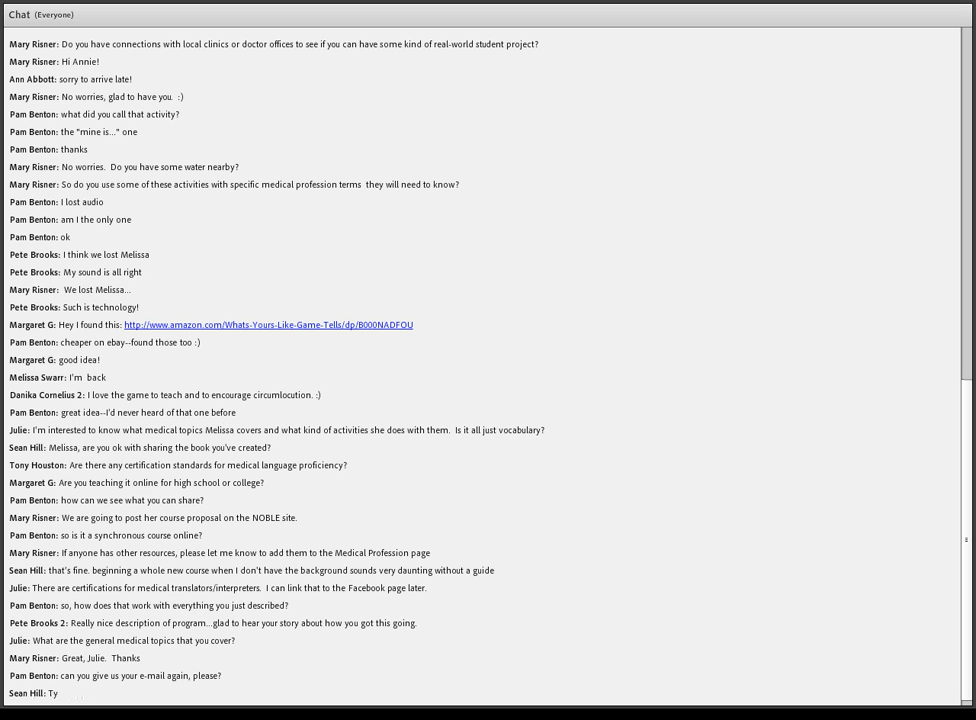 Chat (Everyone)
Mary Risner: Do you have connections with local clinics or doctor offices to see if you can have some kind of real-world student project?
Mary Risner: Hi Annie!
Ann Abbott: sorry to arrive late!
Mary Risner: No worries, glad to have you.  :)
Pam Benton: what did you call that activity?
Pam Benton: the "mine is..." one
Pam Benton: thanks
Mary Risner: No worries.  Do you have some water nearby?
Mary Risner: So do you use some of these activities with specific medical profession terms  they will need to know?
Pam Benton: I lost audio
Pam Benton: am I the only one
Pam Benton: ok
Pete Brooks: I think we lost Melissa
Pete Brooks: My sound is all right
Mary Risner:  We lost Melissa...
Pete Brooks: Such is technology!
Margaret G: Hey I found this: http://www.amazon.com/Whats-Yours-Like-Game-Tells/dp/B000NADFOU
Pam Benton: cheaper on ebay--found those too :)
Margaret G: good idea!
Melissa Swarr: I'm  back
Danika Cornelius 2: I love the game to teach and to encourage circumlocution. :)
Pam Benton: great idea--I'd never heard of that one before
Julie: I'm interested to know what medical topics Melissa covers and what kind of activities she does with them.  Is it all just vocabulary?
Sean Hill: Melissa, are you ok with sharing the book you've created?
Tony Houston: Are there any certification standards for medical language proficiency?
Margaret G: Are you teaching it online for high school or college?
Pam Benton: how can we see what you can share?
Mary Risner: We are going to post her course proposal on the NOBLE site.
Pam Benton: so is it a synchronous course online?
Mary Risner: If anyone has other resources, please let me know to add them to the Medical Profession page
Sean Hill: that's fine. beginning a whole new course when I don't have the background sounds very daunting without a guide
Julie: There are certifications for medical translators/interpreters.  I can link that to the Facebook page later.
Pam Benton: so, how does that work with everything you just described?
Pete Brooks 2: Really nice description of program...glad to hear your story about how you got this going.
Julie: What are the general medical topics that you cover?
Mary Risner: Great, Julie.  Thanks
Pam Benton: can you give us your e-mail again, please?
Sean Hill: Ty